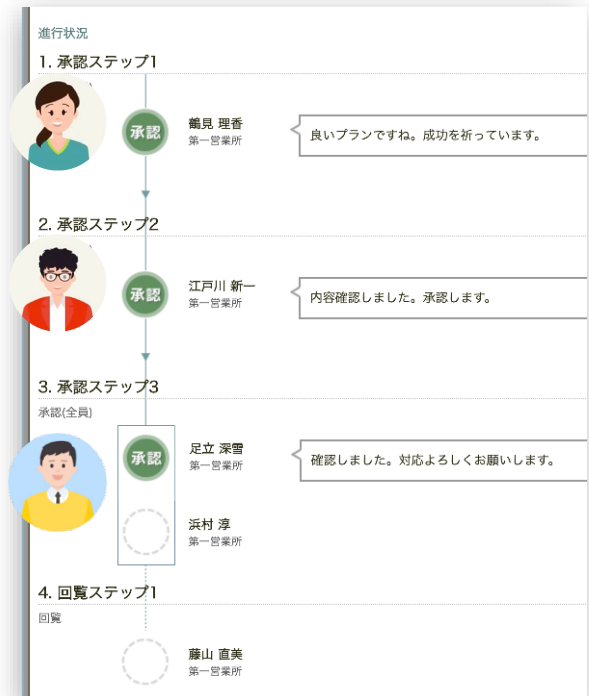 進行状況
1. 承認ステップ1
承認
鶴見 理香
第一営業所
良いプランですね。成功を祈っています。
2. 承認ステップ2
承認
江戸川 新一
第一営業所
内容確認しました。承認します。
3. 承認ステップ3
承認(全員)
承認
足立 深雪
第一営業所
確認しました。対応よろしくお願いします。
浜村 淳
第一営業所
4. 回覧ステップ1
回覧
藤山 直美
第一営業所